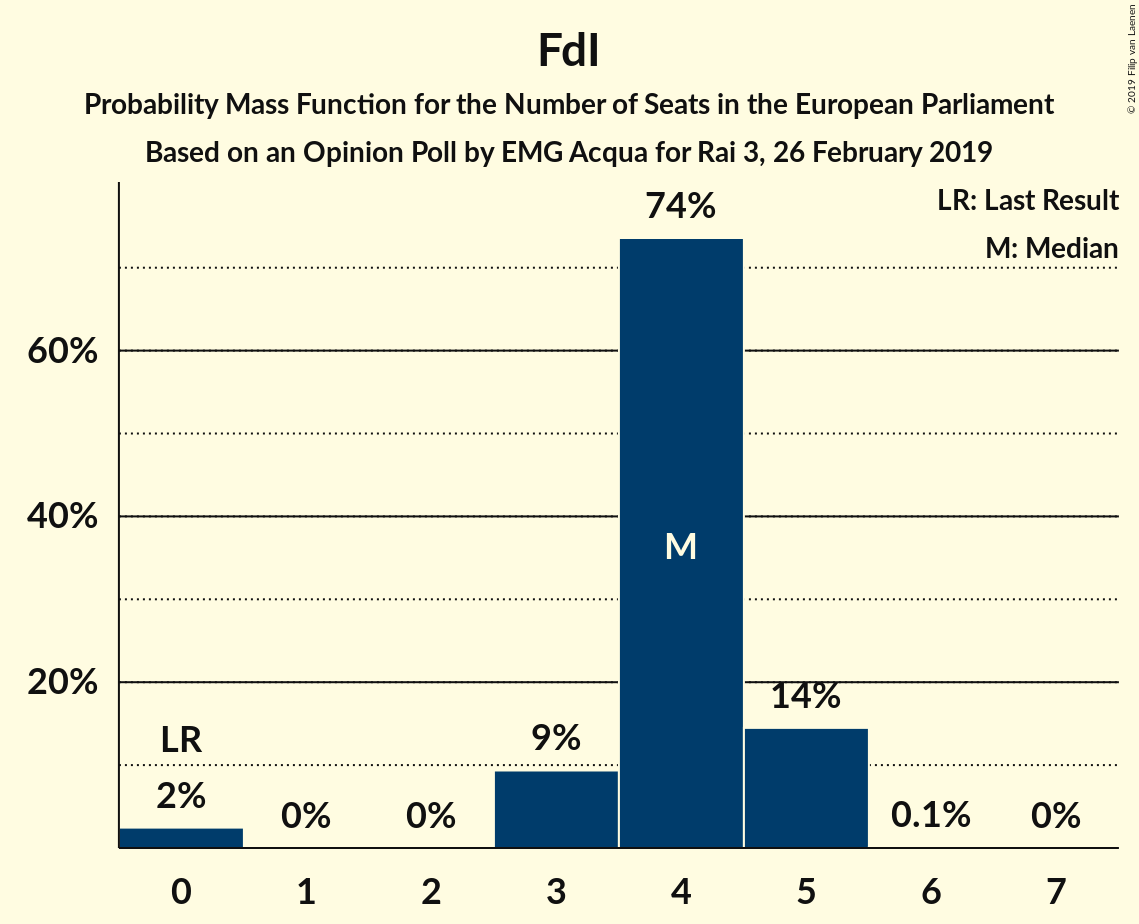 FdI
Probability Mass Function for the Number of Seats in the European Parliament
Based on an Opinion Poll by EMG Acqua for Rai 3, 26 February 2019
© 2019 Filip van Laenen
LR: Last Result
M: Median
60%
40%
20%
LR
2%
0%
0%
9%
74%
M
14%
0.1%
0%
0 1 2 3 4 5 6 7